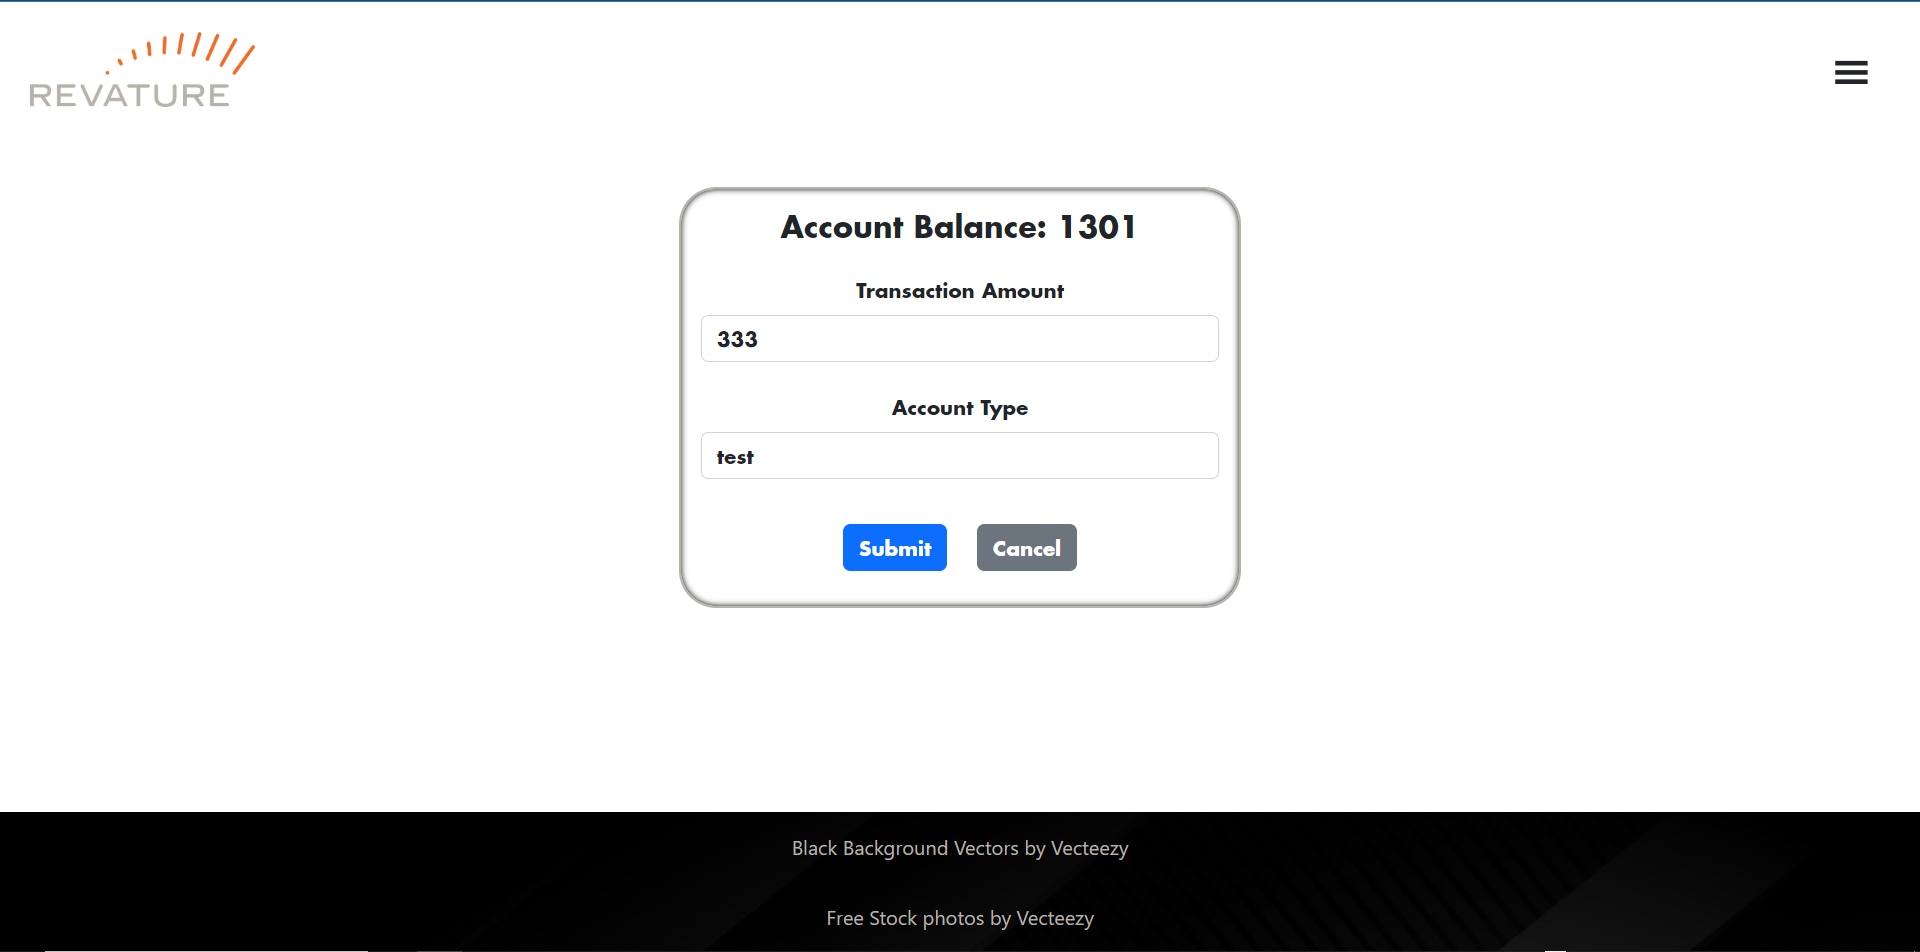 REVATURE
Account Balance: 1301
Transaction Amount
333
Account Type
test
Submit Cancel
Black Background Vectors by Vecteezy
Free Stock photos by Vecteezy